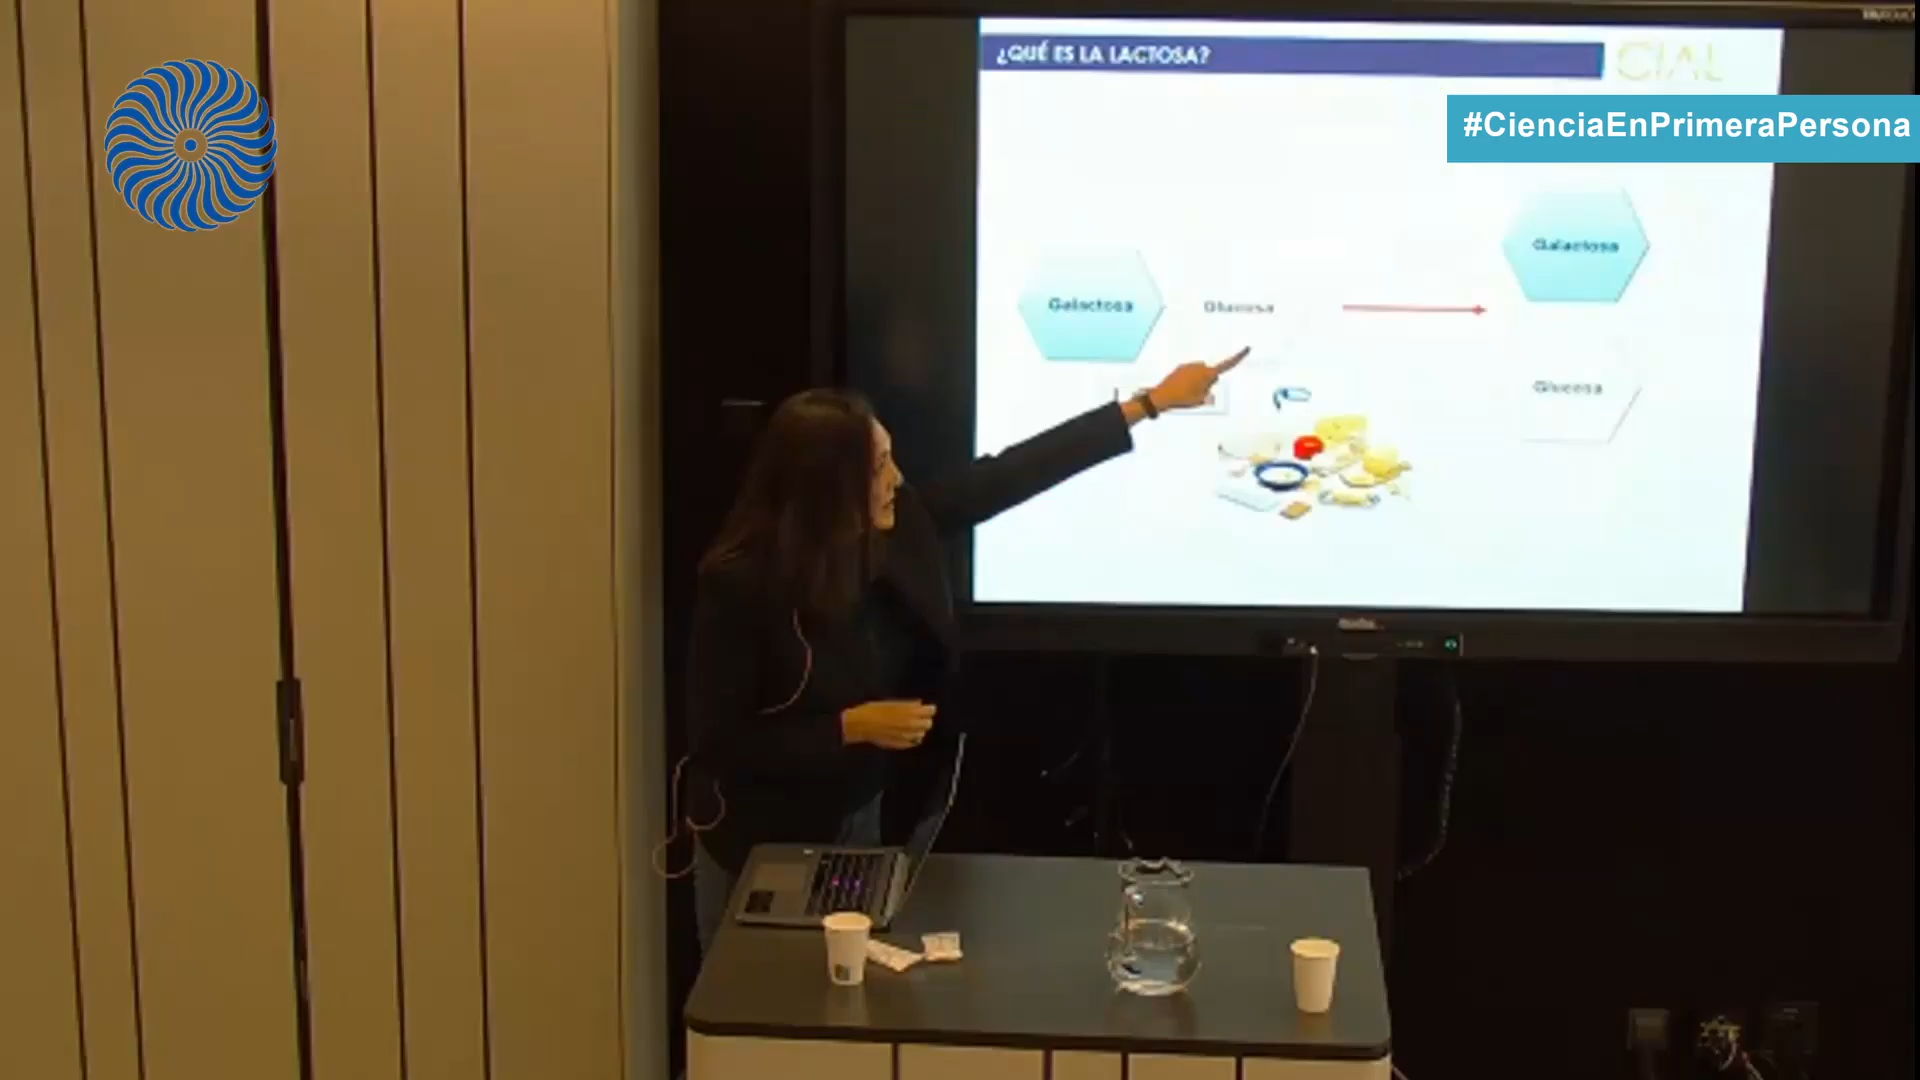 ¿QUÉ ES LA LACTOSA?
CIAL
#CienciaEnPrimeraPersona
Galactosa
Galactosa
Glucosa
Glucosa